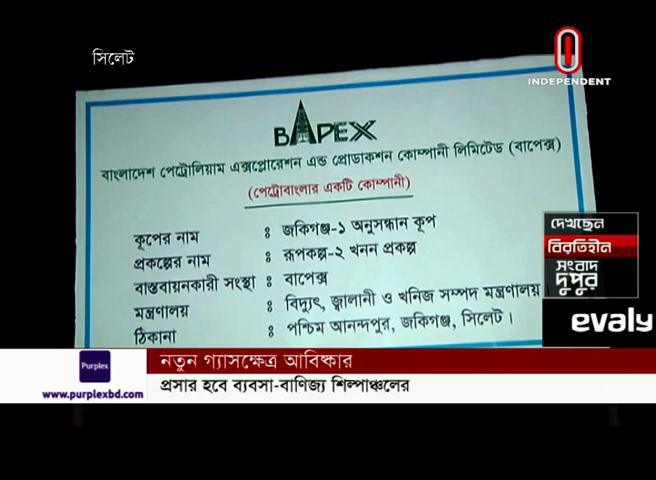 সিলেট
INDEPENDENT
BAPEX
বাংলাদেশ পেট্রোলিয়াম এক্সপ্লোরেশন এন্ড প্রোডাকশন কোম্পানী লিমিটেড (বাপেক্স)
(পেট্রোবাংলার একটি কোম্পানী)
কূপের নাম : জকিগঞ্জ-১ অনুসন্ধান কূপ
প্রকল্পের নাম : রূপকল্প-২ খনন প্রকল্প
বাস্তবায়নকারী সংস্থা : বাপেক্স
মন্ত্রণালয় : বিদ্যুৎ, জ্বালানী ও খনিজ সম্পদ মন্ত্রণালয়।
ঠিকানা : পশ্চিম আনন্দপুর, জকিগঞ্জ, সিলেট।
দেখছেন
বিরতিহীন
সংবাদ
দুপুর
evaly
Purplex
www.purplexbd.com
নতুন গ্যাসক্ষেত্র আবিষ্কার
প্রসার হবে ব্যবসা-বাণিজ্য শিল্পাঞ্চলের